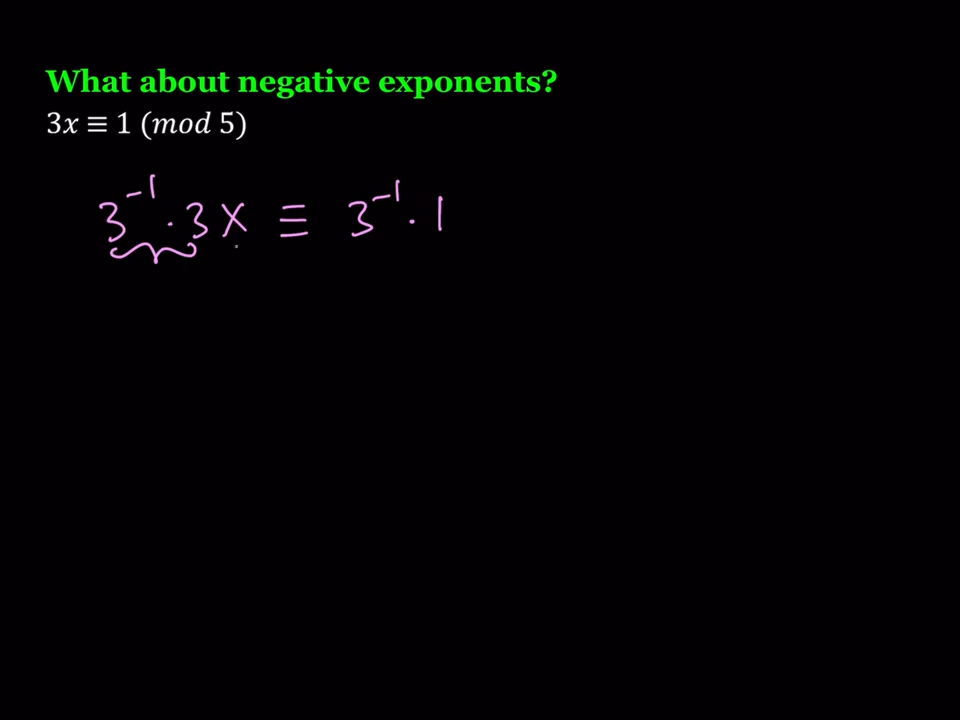 What about negative exponents?
3x ≡ 1 (mod 5)
3⁻¹ · 3x ≡ 3⁻¹ · 1